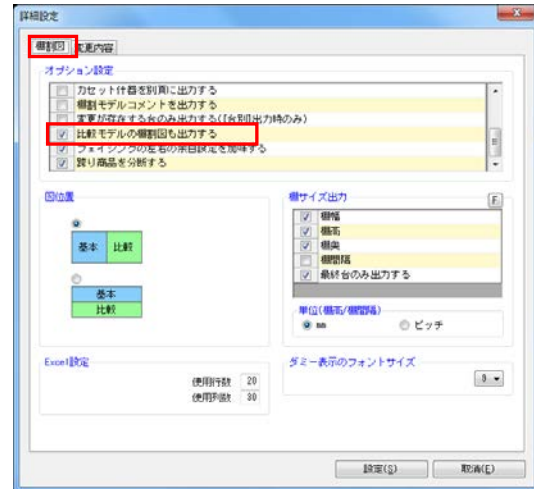 詳細設定
棚割図 変更内容
オプション設定
カセット什器を別頁に出力する
棚割モデルコメントを出力する
変更が存在する台のみ出力する(「台別」出力時のみ)
比較モデルの棚割図も出力する
フェイシングの左右の余白設定を加味する
跨り商品を分断する
図位置
基本 比較
基本
比較
棚サイズ出力
F
棚幅
棚高
棚奥
棚間隔
最終台のみ出力する
単位(棚高/棚間隔)
mm ピッチ
Excel設定
使用行数 20
使用列数 30
ダミー表示のフォントサイズ
9
設定(S) 取消(E)